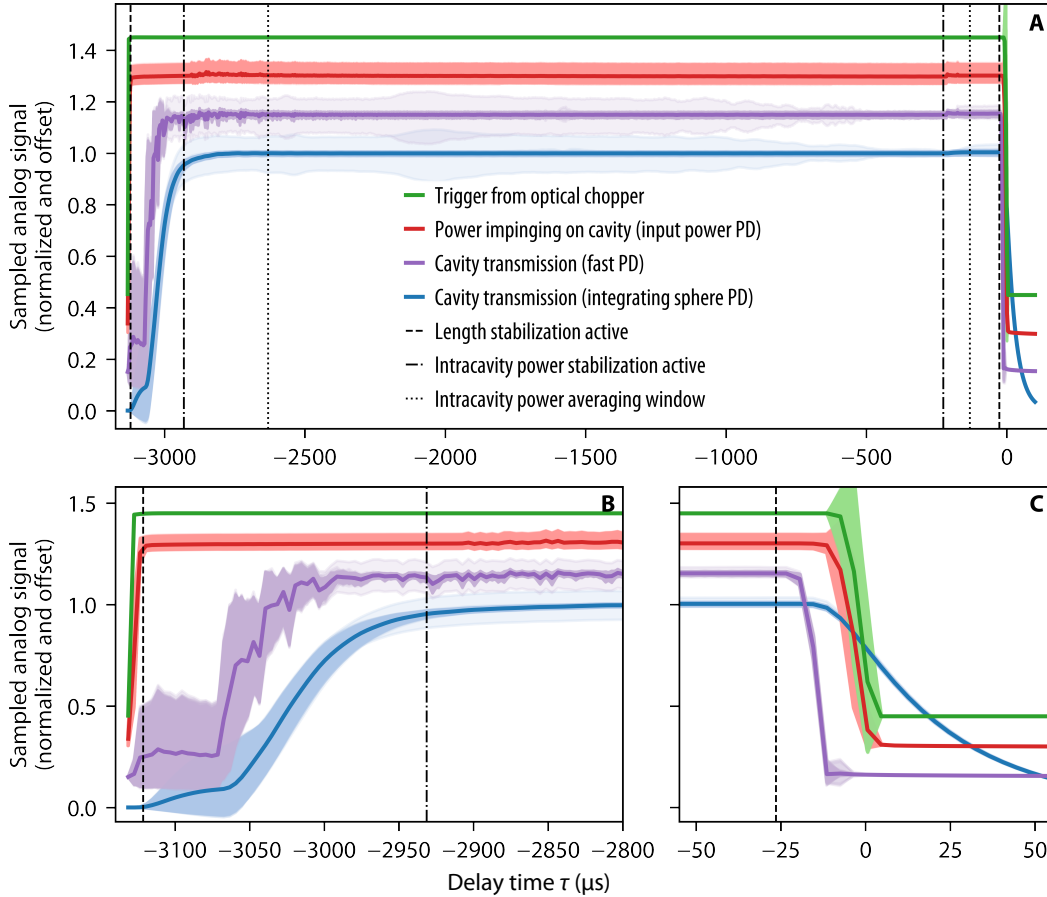 A
Sampled analog signal
(normalized and offset)
1.4
1.2
1.0
0.8
0.6
0.4
0.2
0.0
Trigger from optical chopper
Power impinging on cavity (input power PD)
Cavity transmission (fast PD)
Cavity transmission (integrating sphere PD)
Length stabilization active
Intracavity power stabilization active
Intracavity power averaging window
−3000 −2500 −2000 −1500 −1000 −500 0
B
Sampled analog signal
(normalized and offset)
1.5
1.0
0.5
0.0
−3100 −3050 −3000 −2950 −2900 −2850 −2800
C
−50 −25 0 25 50
Delay time τ (μs)